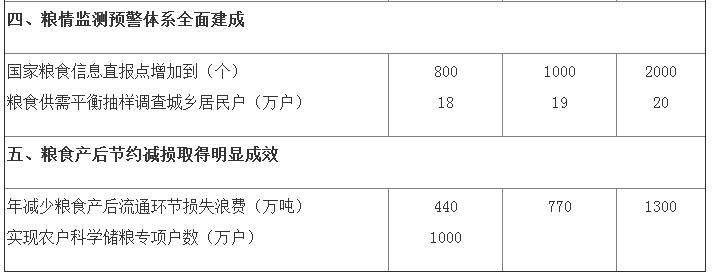 四、粮情监测预警体系全面建成
国家粮食信息直报点增加到（个） 800 1000 2000
粮食供需平衡抽样调查城乡居民户（万户） 18 19 20
五、粮食产后节约减损取得明显成效
年减少粮食产后流通环节损失浪费（万吨） 440 770 1300
实现农户科学储粮专项户数（万户） 1000